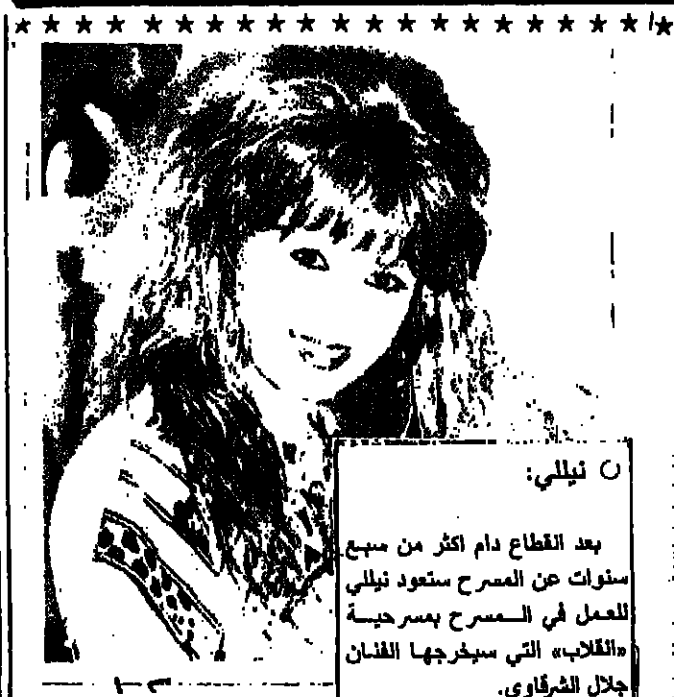 نيللي:
بعد انقطاع دام اكثر من سبع
سنوات عن المسرح ستعود نيللي
للعمل في المسرح بمسرحية
«انقلاب» التي سيخرجها الفنان
جلال الشرقاوي.